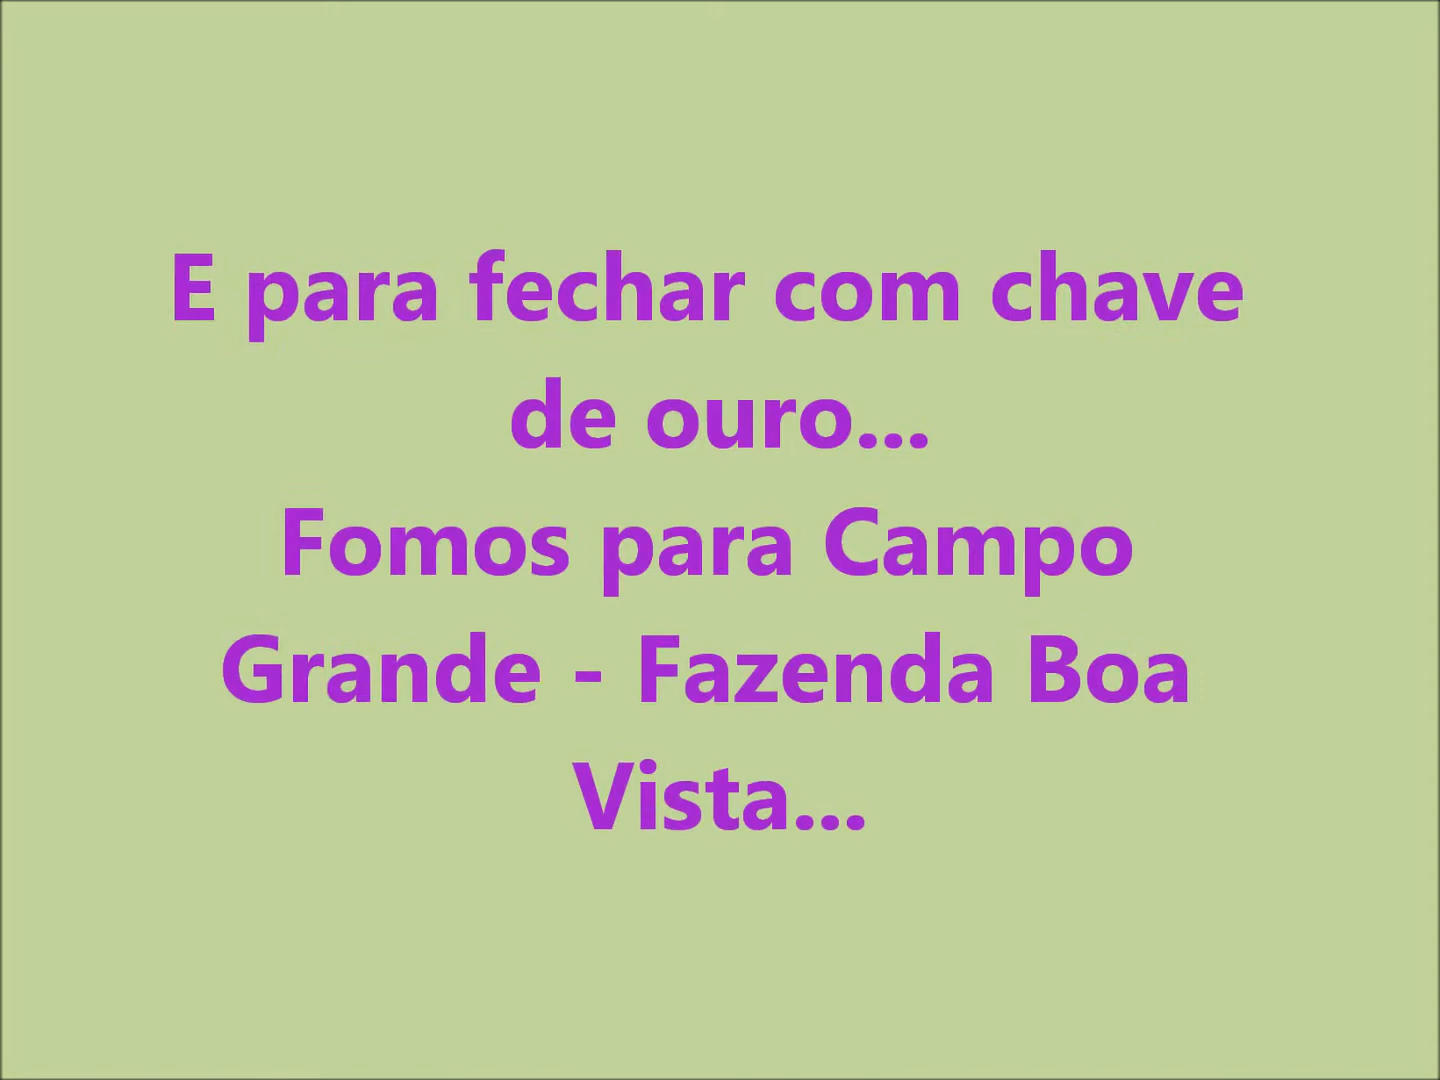 E para fechar com chave
de ouro...
Fomos para Campo
Grande - Fazenda Boa
Vista...